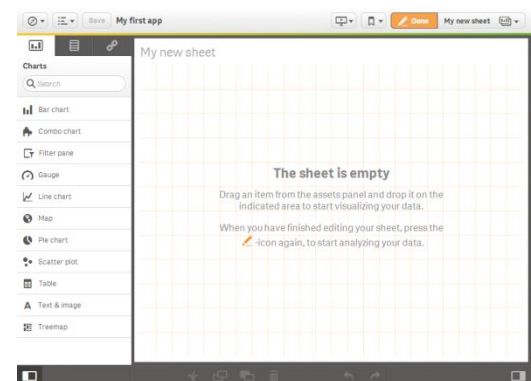 Save My first app Done My new sheet
My new sheet
Charts
Search
Bar chart
Combo chart
Filter pane
Gauge
Line chart
Map
Pie chart
Scatter plot
Table
A Text & image
Treemap
The sheet is empty
Drag an item from the assets panel and drop it on the
indicated area to start visualizing your data.
When you have finished editing your sheet, press the
-icon again, to start analyzing your data.